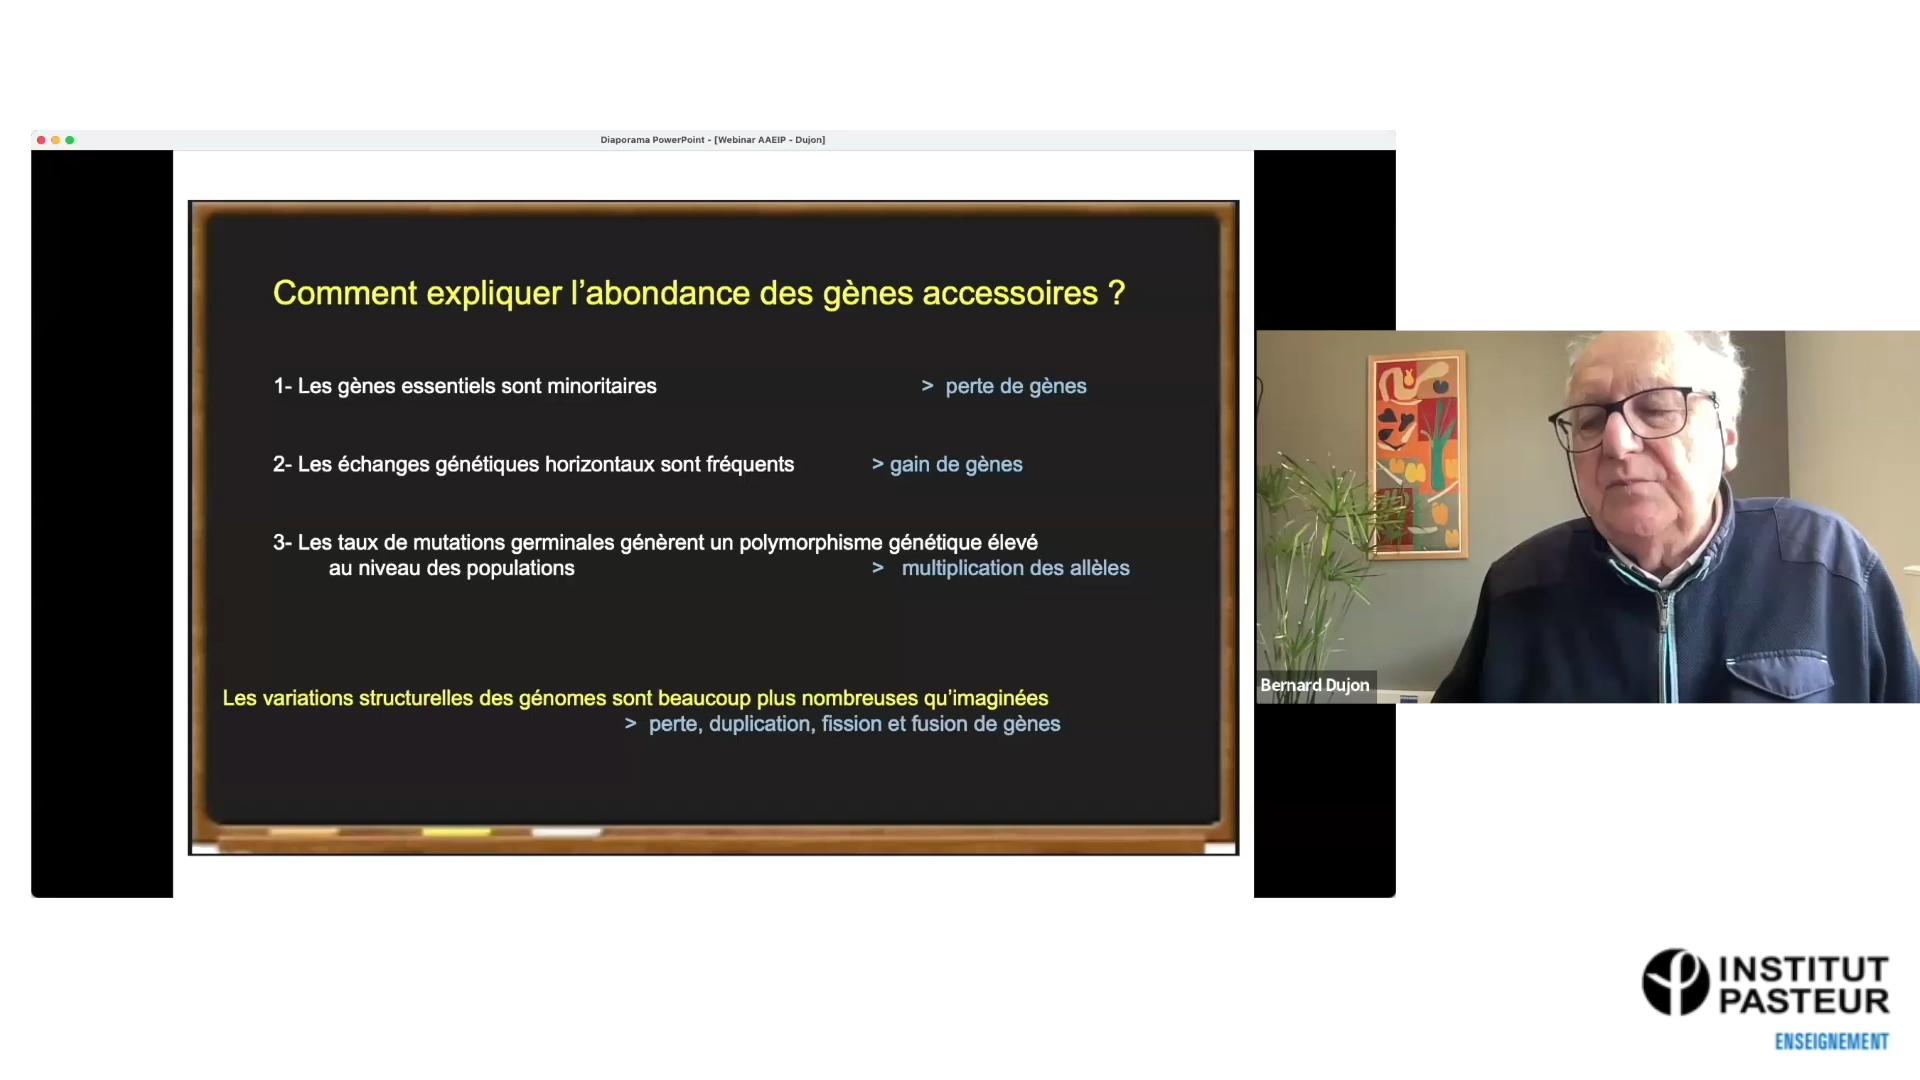 Diaporama PowerPoint - [Webinar AAEIP - Dujon]
Comment expliquer l’abondance des gènes accessoires ?
1- Les gènes essentiels sont minoritaires > perte de gènes
2- Les échanges génétiques horizontaux sont fréquents > gain de gènes
3- Les taux de mutations germinales génèrent un polymorphisme génétique élevé
au niveau des populations > multiplication des allèles
Les variations structurelles des génomes sont beaucoup plus nombreuses qu’imaginées
> perte, duplication, fission et fusion de gènes
Bernard Dujon
INSTITUT
PASTEUR
ENSEIGNEMENT